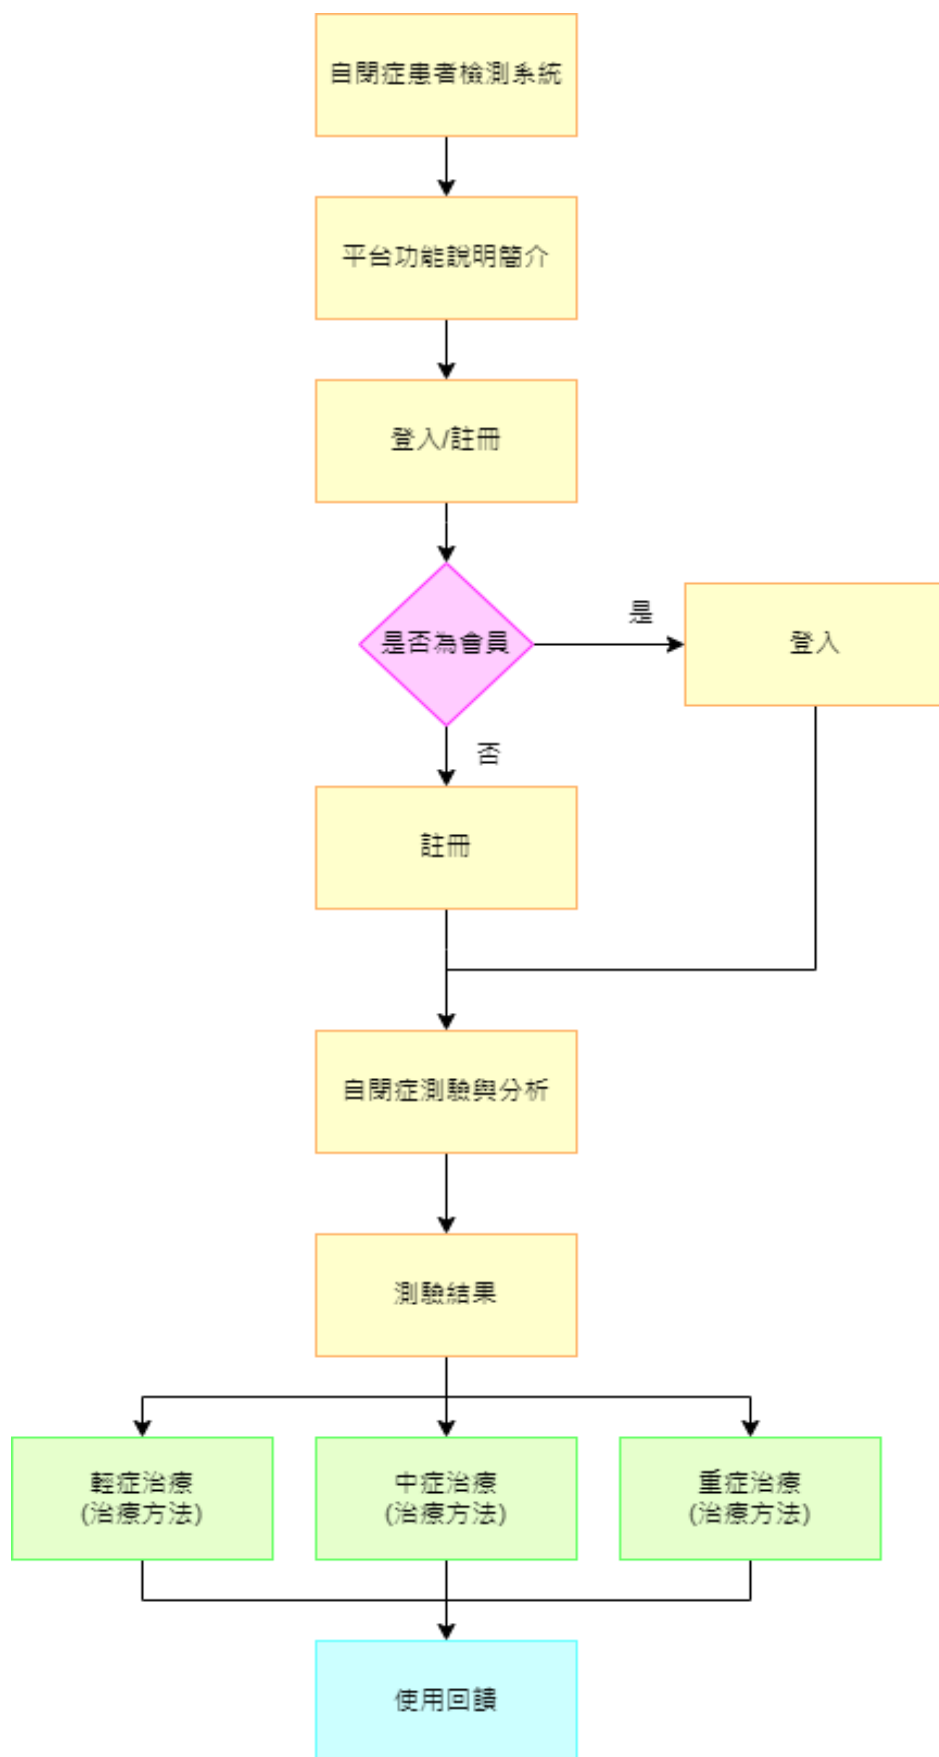 自閉症患者檢測系統
平台功能說明簡介
登入/註冊
是否為會員
是
登入
否
註冊
自閉症測驗與分析
測驗結果
輕症治療
(治療方法)
中症治療
(治療方法)
重症治療
(治療方法)
使用回饋